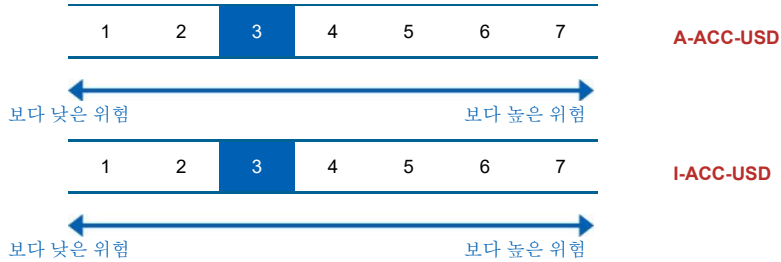 1 2 3 4 5 6 7 A-ACC-USD
보다 낮은 위험 보다 높은 위험
1 2 3 4 5 6 7 I-ACC-USD
보다 낮은 위험 보다 높은 위험